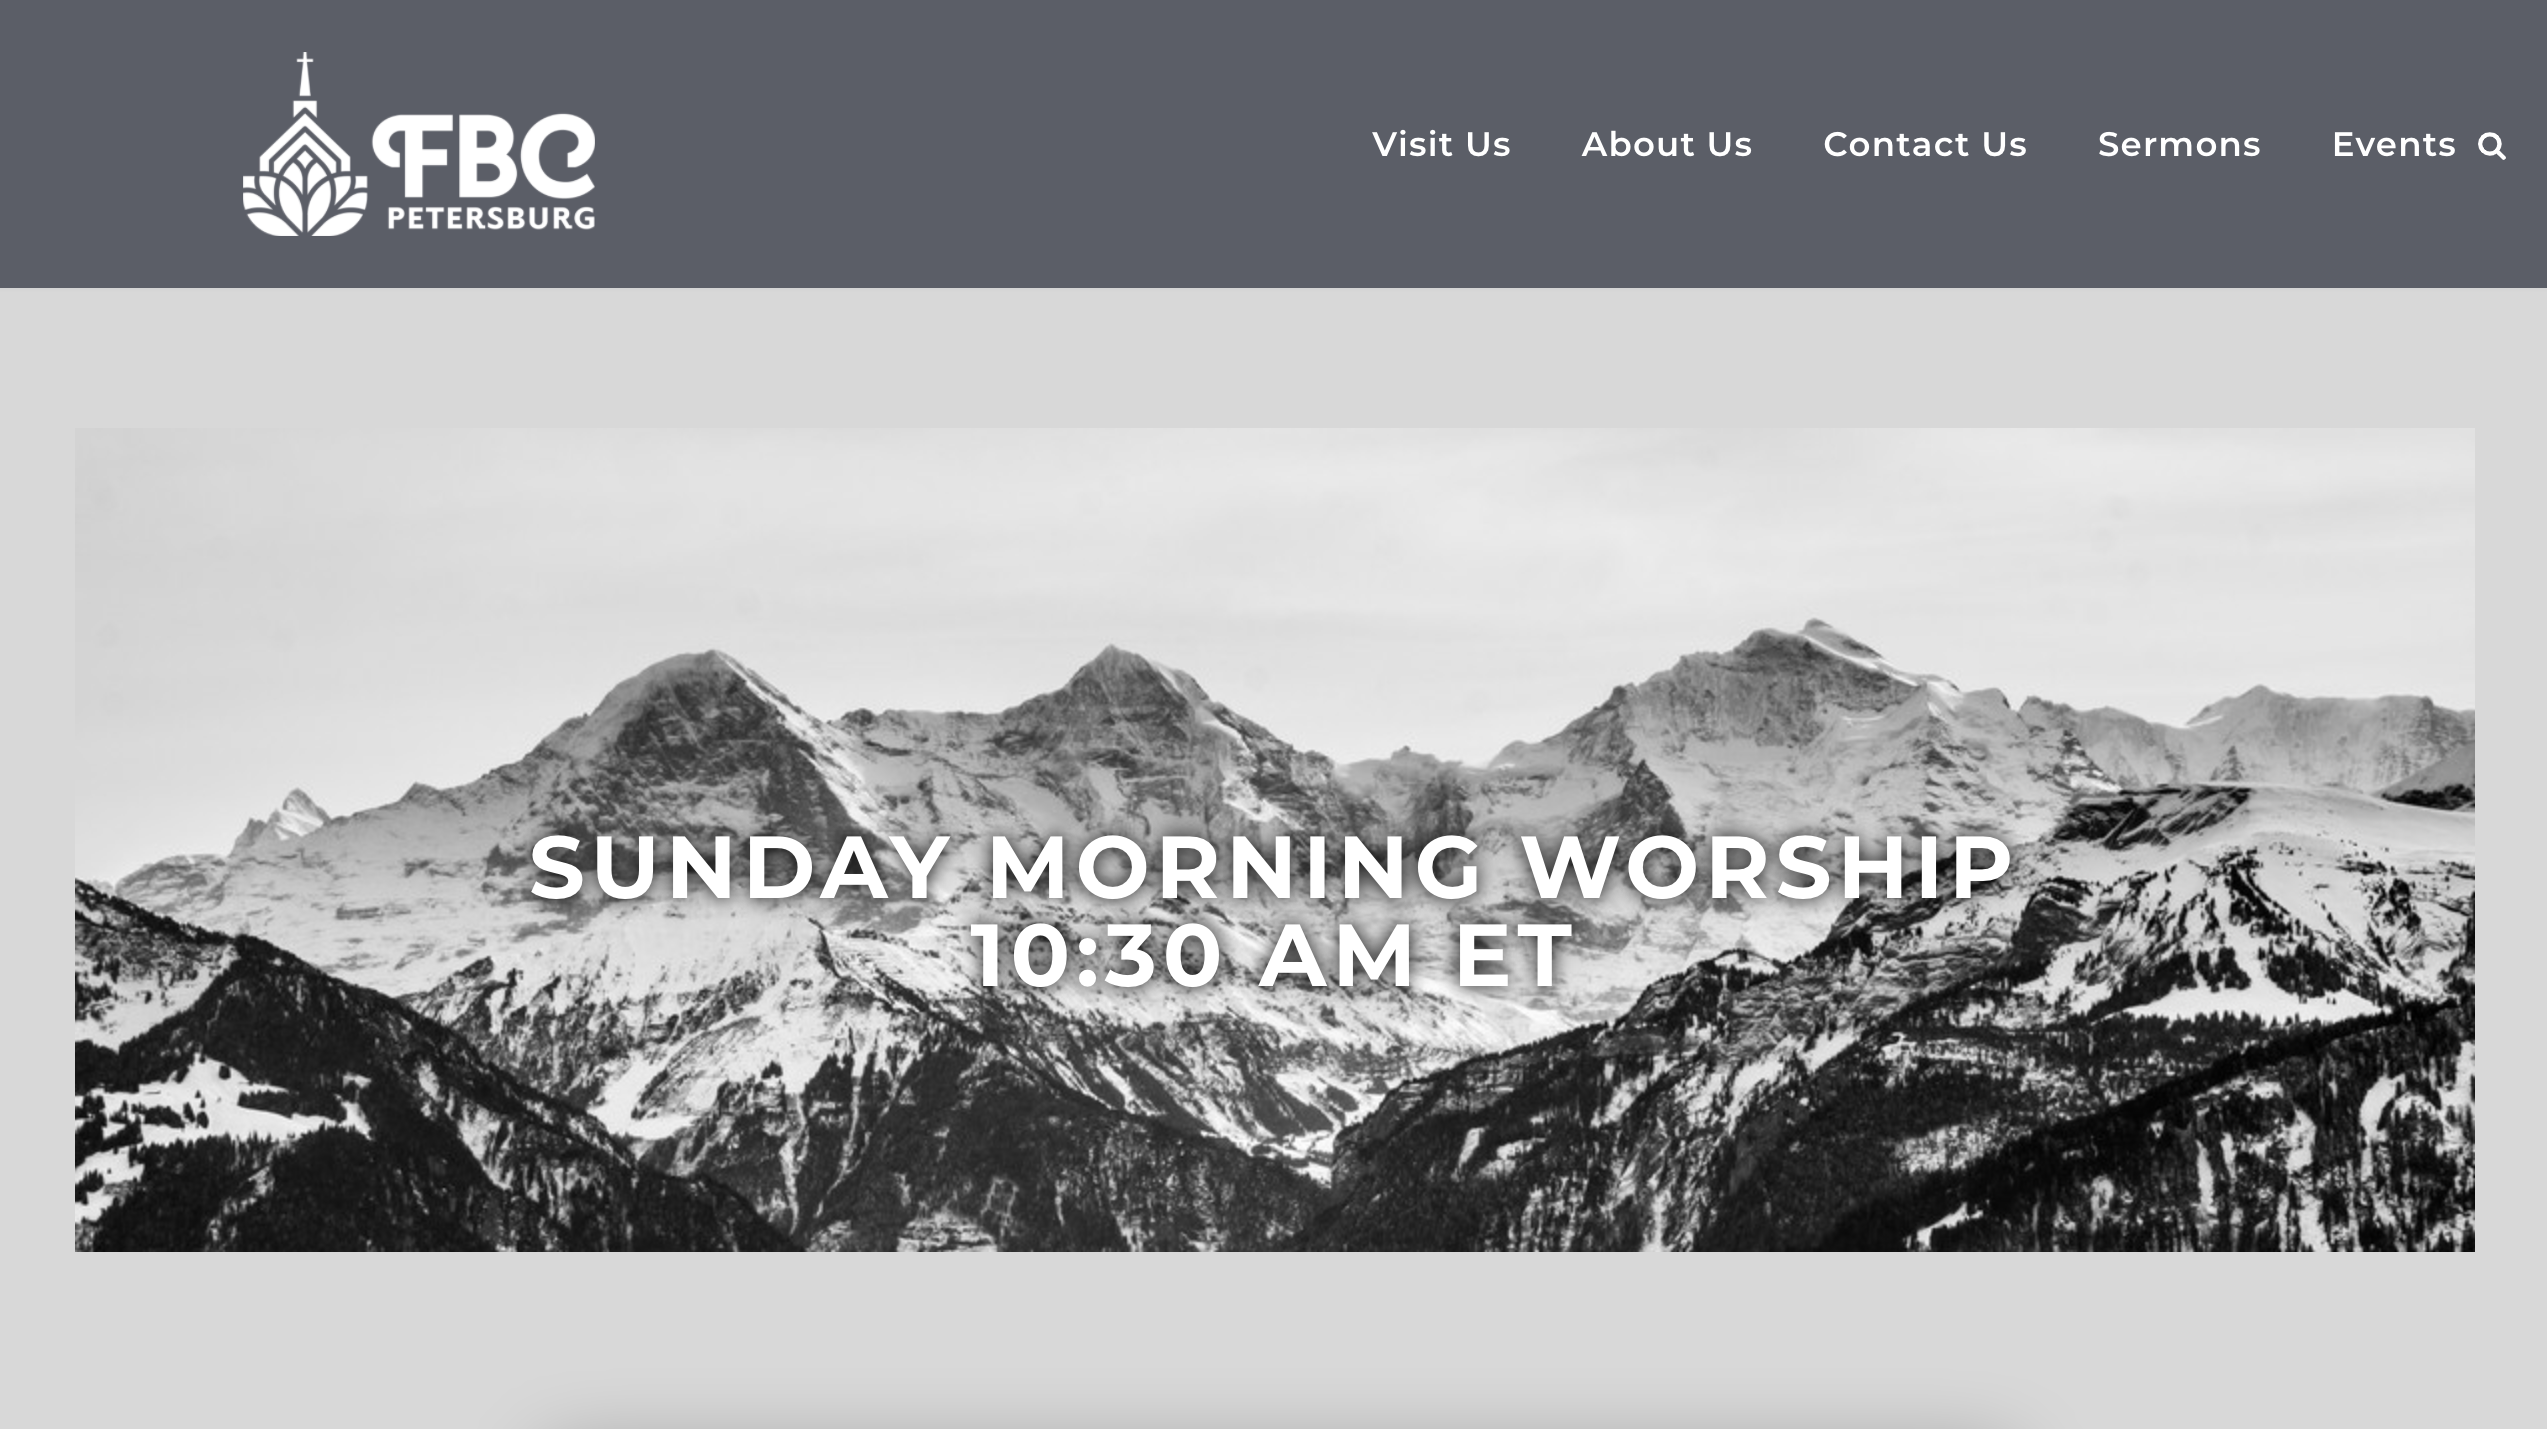 FBC
PETERSBURG
Visit Us
About Us
Contact Us
Sermons
Events
SUNDAY MORNING WORSHIP
10:30 AM ET